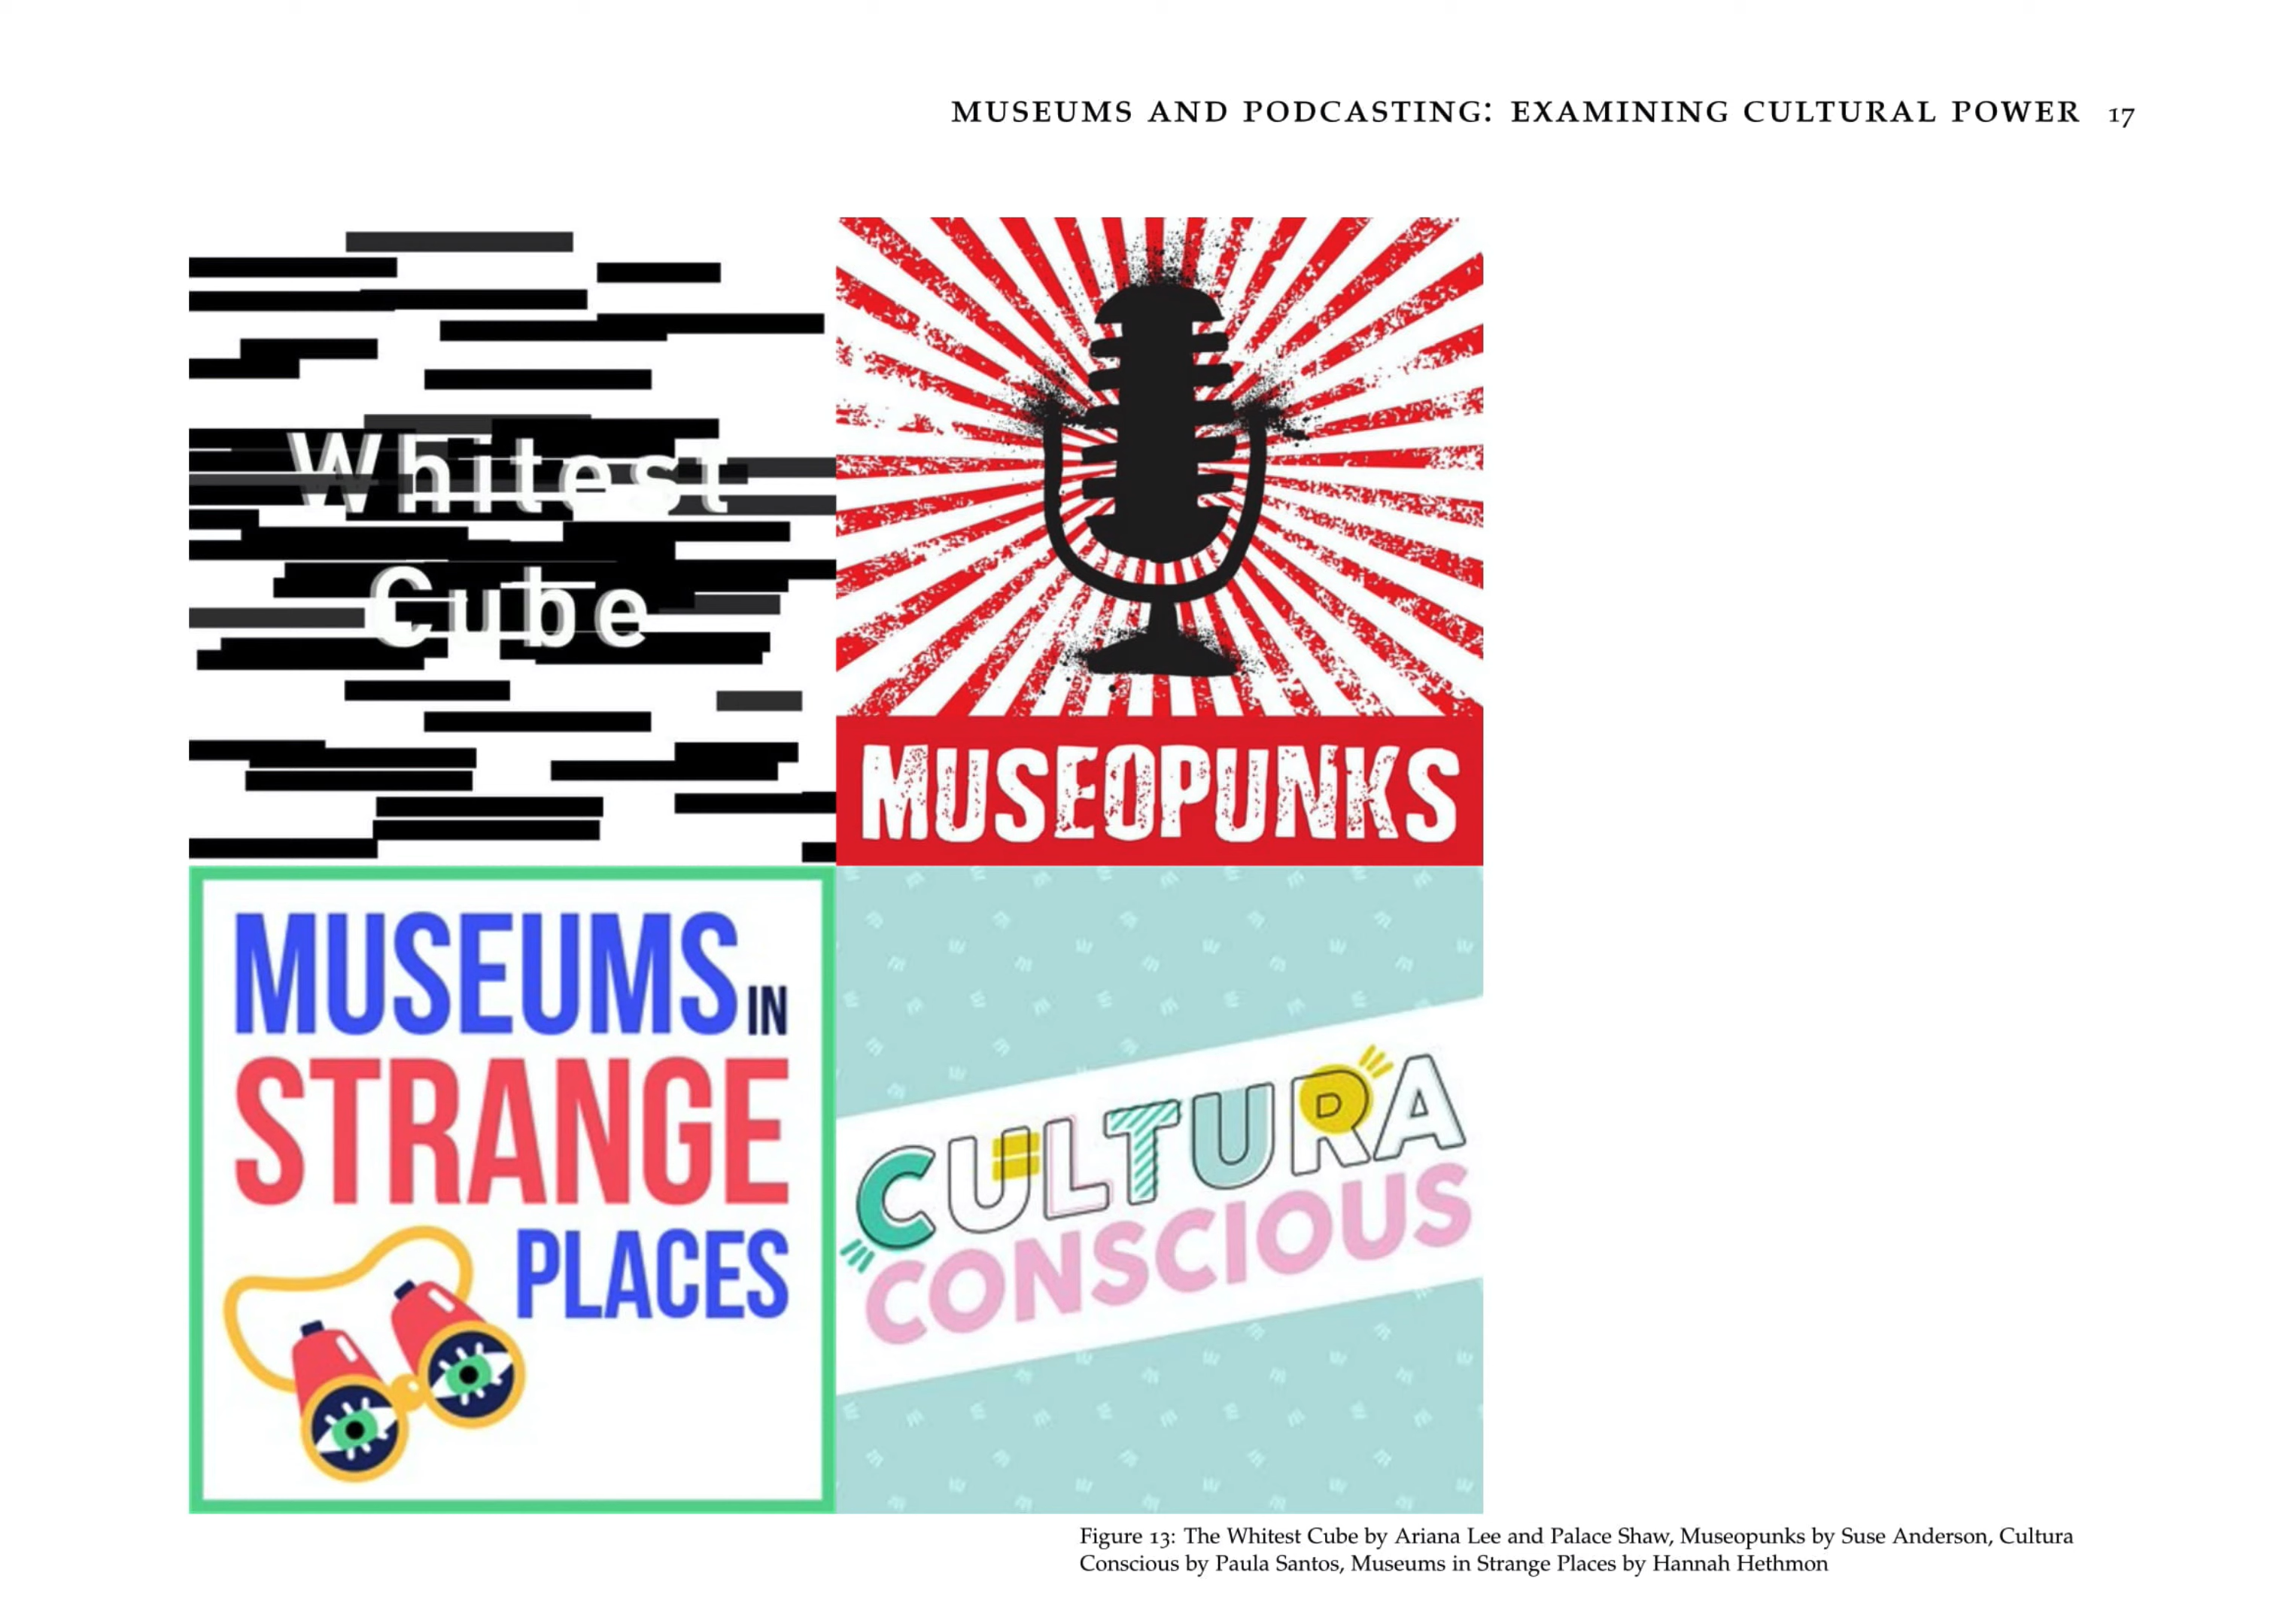 MUSEUMS AND PODCASTING: EXAMINING CULTURAL POWER 17
Whitest
Cube
MUSEOPUNKS
MUSEUMS IN
STRANGE
PLACES
CULTURA
CONSCIOUS
Figure 13: The Whitest Cube by Ariana Lee and Palace Shaw, Museopunks by Suse Anderson, Cultura
Conscious by Paula Santos, Museums in Strange Places by Hannah Hethmon